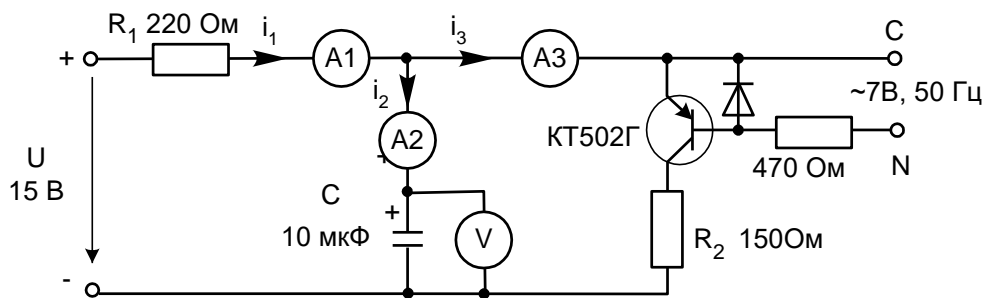 R1 220 Ом
i1
A1
i3
A3
C
+
~7В, 50 Гц
i2
A2
КТ502Г
N
470 Ом
U
15 В
C
+
10 мкФ
V
R2 150Ом
-